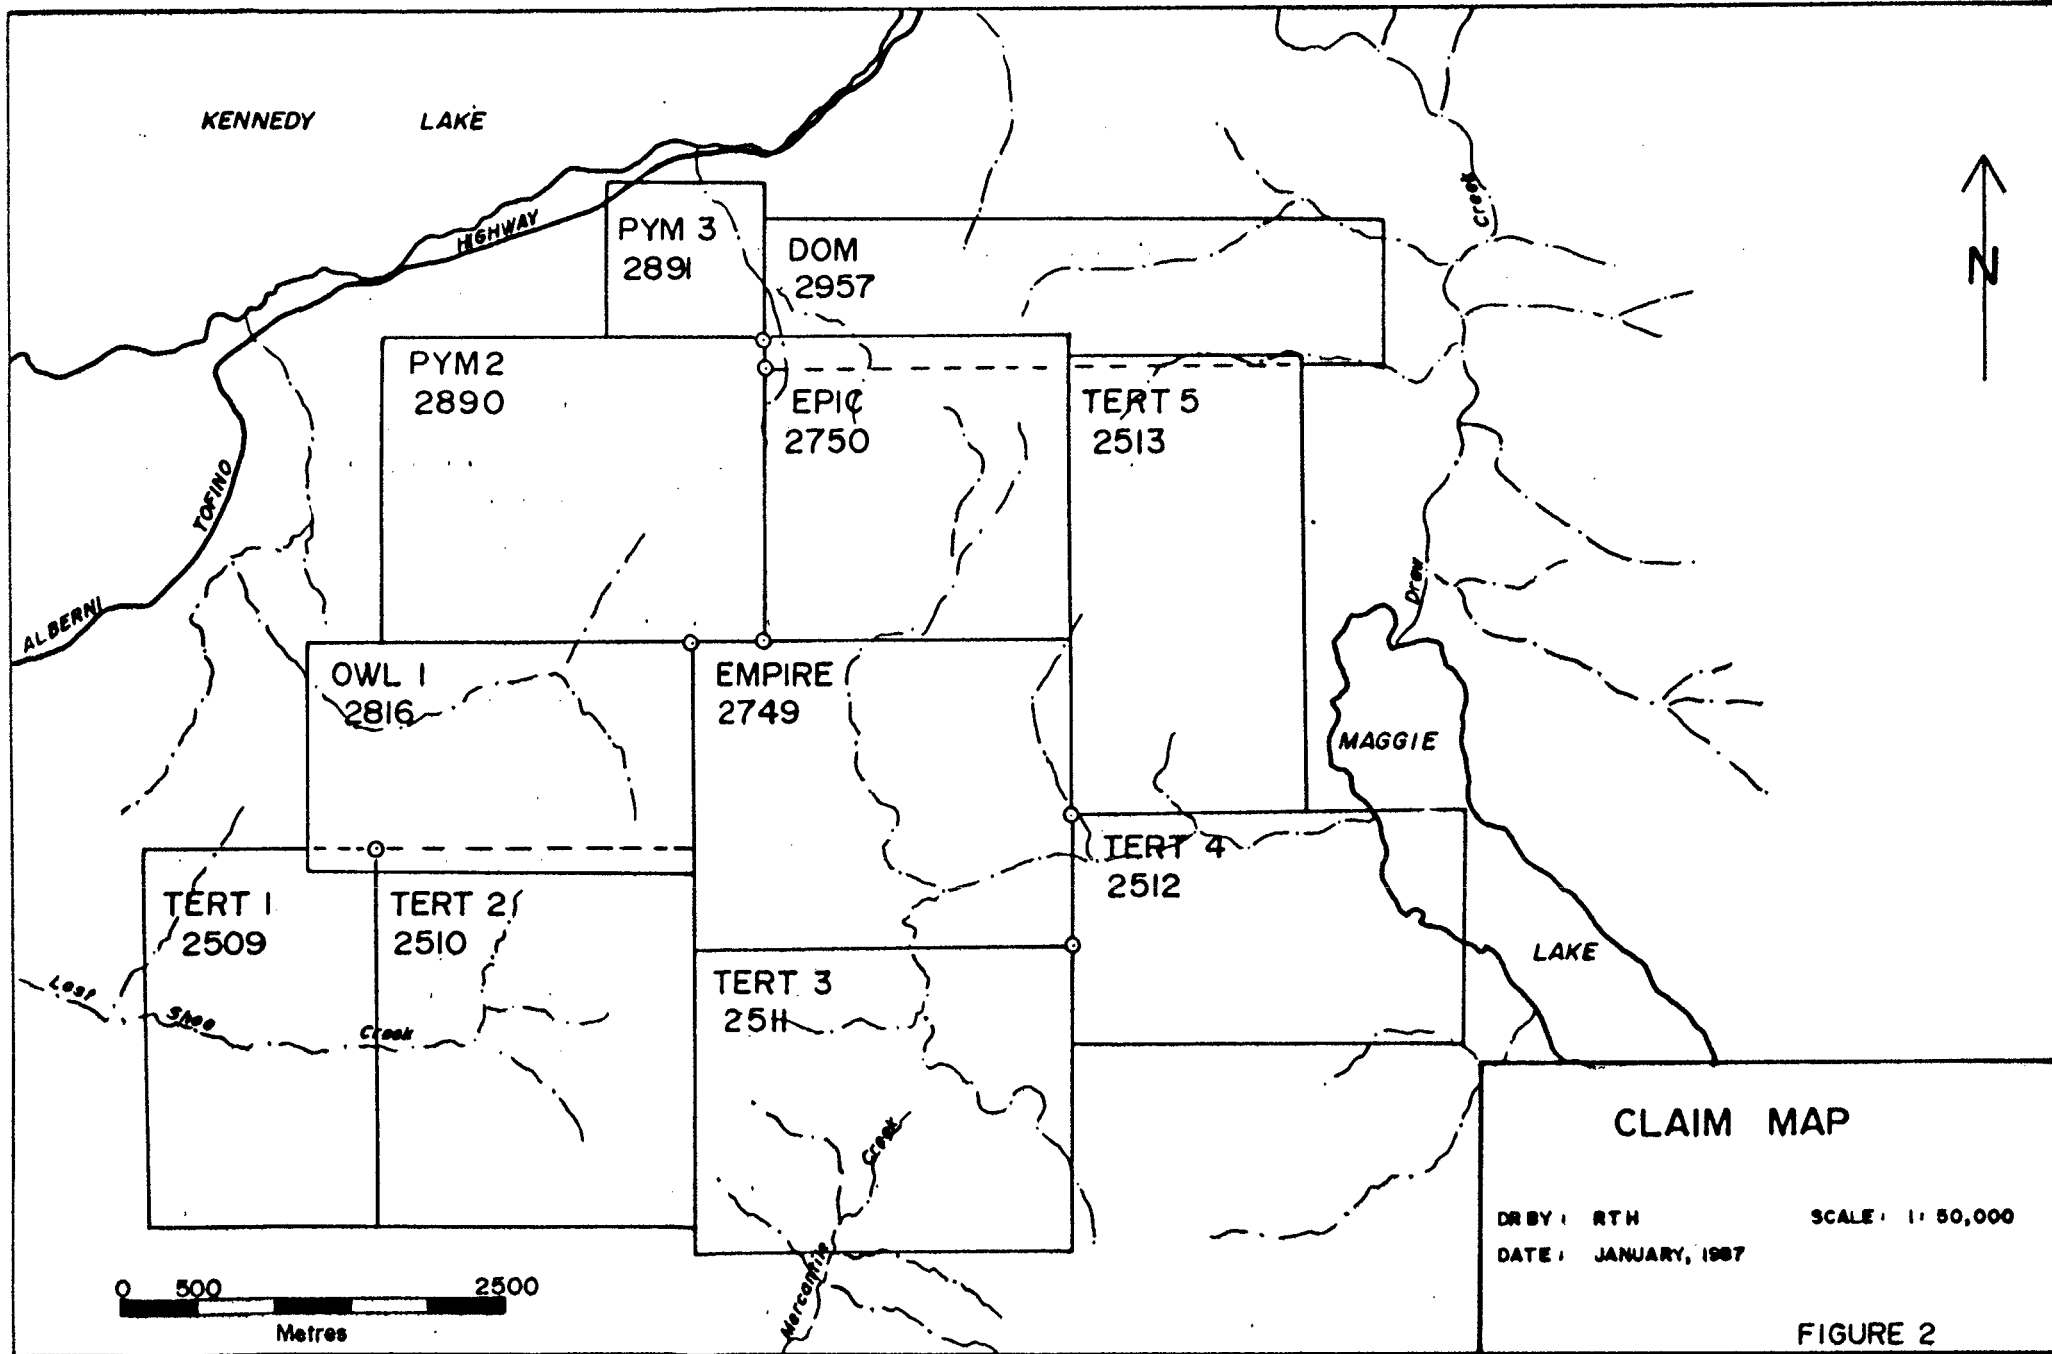 KENNEDY LAKE
HIGHWAY
TOFINO
ALBERNI
PYM 3
2891
DOM
2957
Creek
N
PYM 2
2890
EPIC
2750
TERT 5
2513
Drew
OWL 1
2816
EMPIRE
2749
MAGGIE
LAKE
TERT 4
2512
TERT 1
2509
TERT 2
2510
TERT 3
2511
Lost
Shoe
Creek
Creek
Mercantile
0 500 2500
Metres
CLAIM MAP
DR BY : RTH SCALE : 1: 50,000
DATE : JANUARY, 1987
FIGURE 2